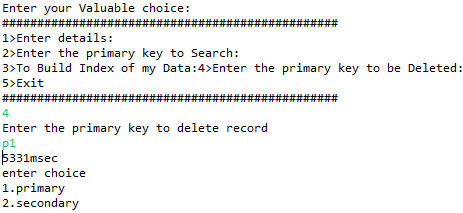 Enter your Valuable choice:
################################################
1>Enter details:
2>Enter the primary key to Search:
3>To Build Index of my Data:4>Enter the primary key to be Deleted:
5>Exit
################################################
4
Enter the primary key to delete record
p1
5331msec
enter choice
1.primary
2.secondary